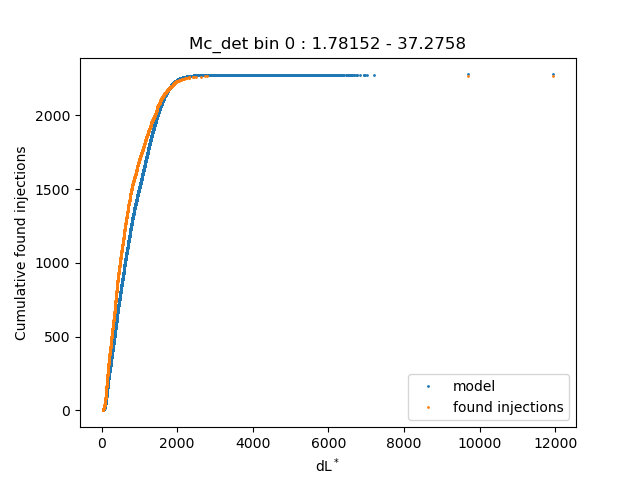 Mc_det bin 0 : 1.78152 - 37.2758
Cumulative found injections
2000
1500
1000
500
0
0 2000 4000 6000 8000 10000 12000
dL*
model
found injections